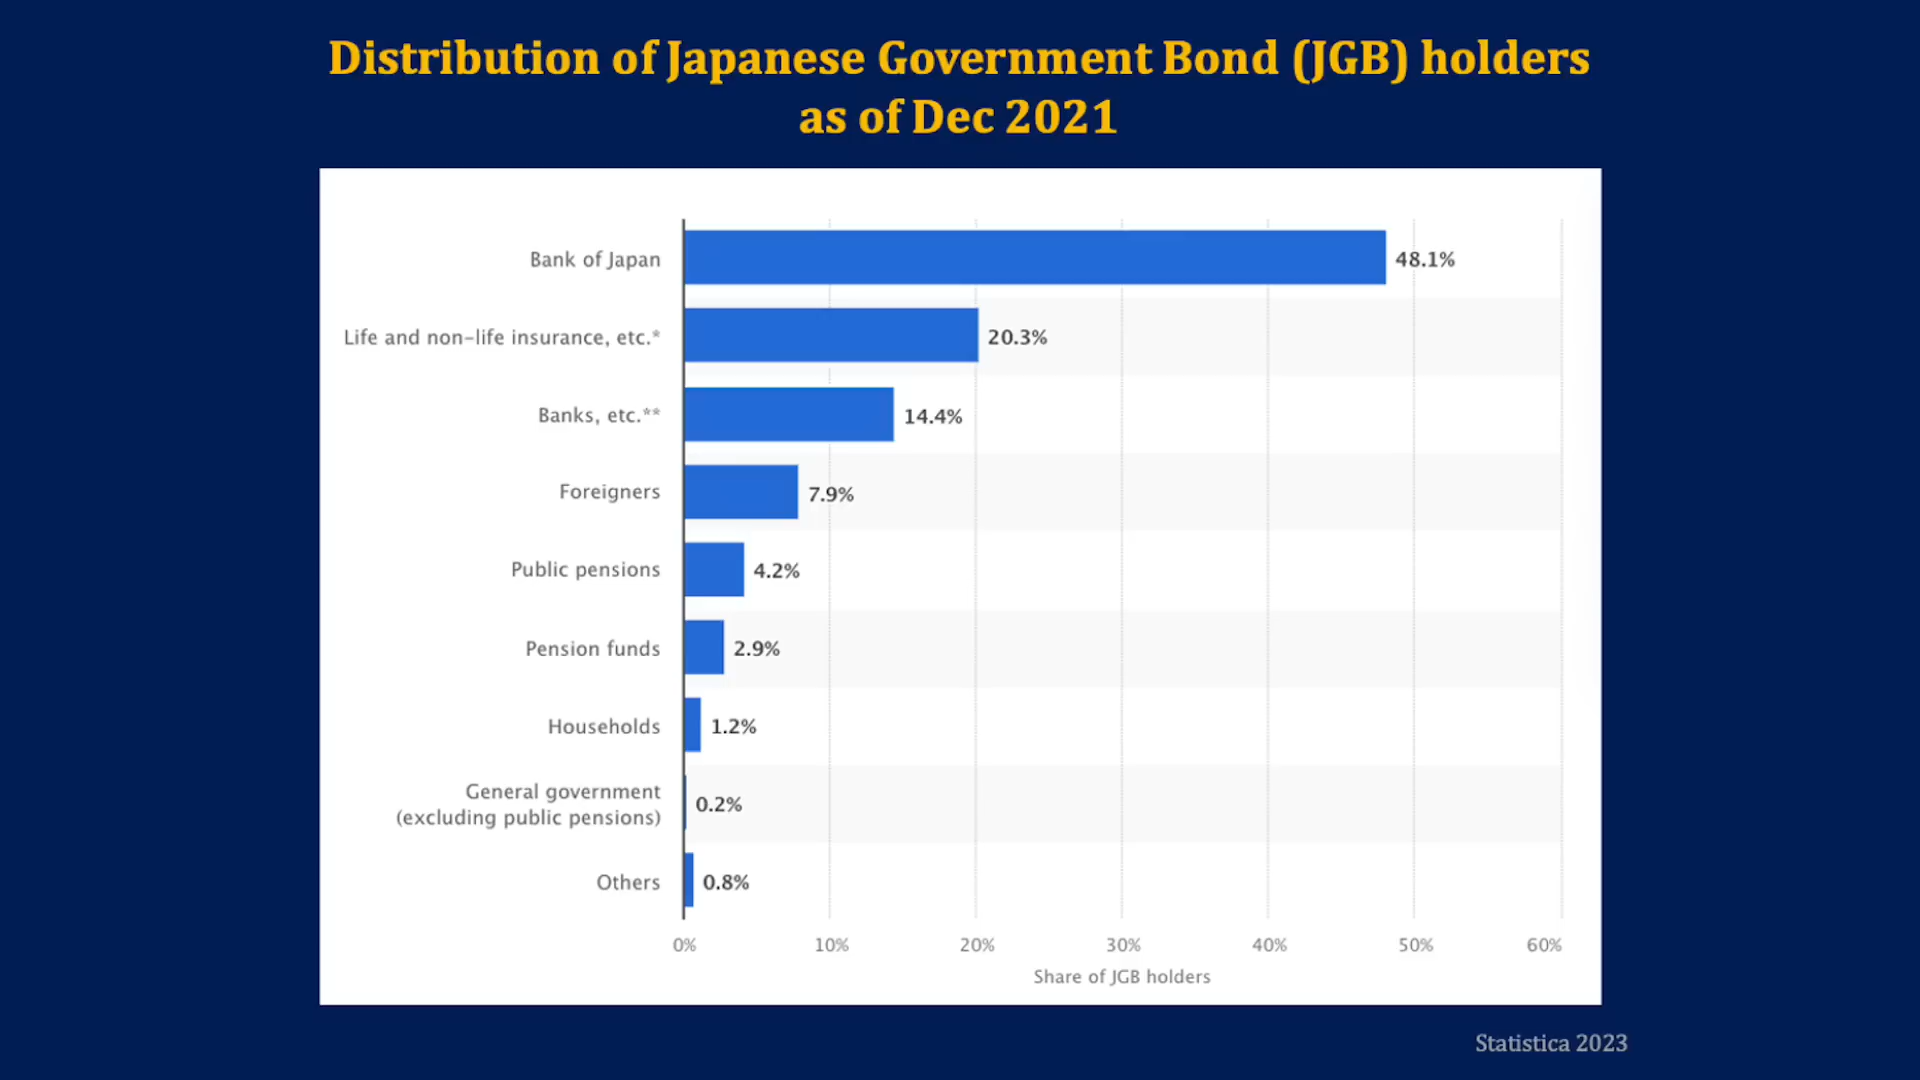 Distribution of Japanese Government Bond (JGB) holders
as of Dec 2021
Bank of Japan 48.1%
Life and non-life insurance, etc.* 20.3%
Banks, etc.** 14.4%
Foreigners 7.9%
Public pensions 4.2%
Pension funds 2.9%
Households 1.2%
General government
(excluding public pensions) 0.2%
Others 0.8%
0% 10% 20% 30% 40% 50% 60%
Share of JGB holders
Statistica 2023